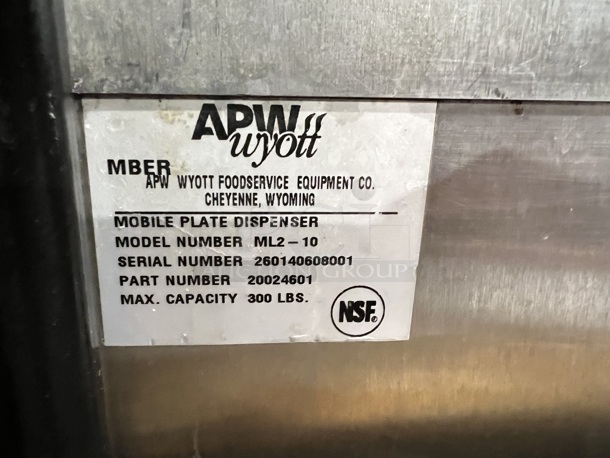 APW
wyott
MBER
APW WYOTT FOODSERVICE EQUIPMENT CO.
CHEYENNE, WYOMING
MOBILE PLATE DISPENSER
MODEL NUMBER ML2-10
SERIAL NUMBER 260140608001
PART NUMBER 20024601
MAX. CAPACITY 300 LBS.
NSF
GROUP